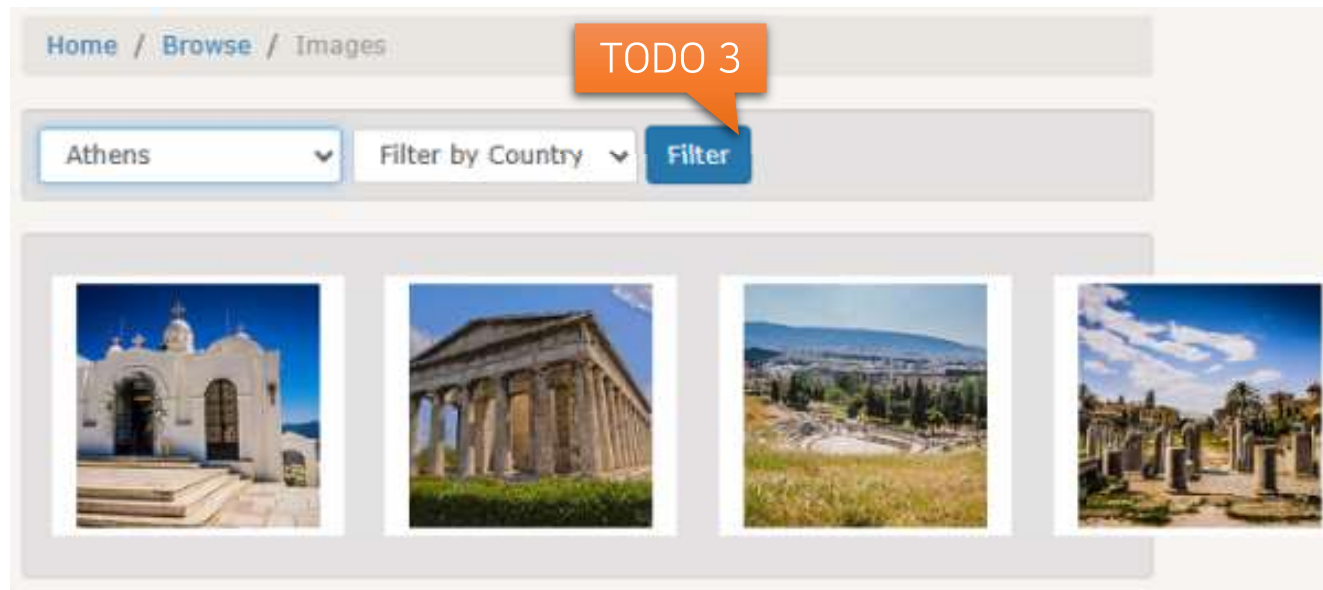 Home / Browse / Images
TODO 3
Athens
Filter by Country
Filter